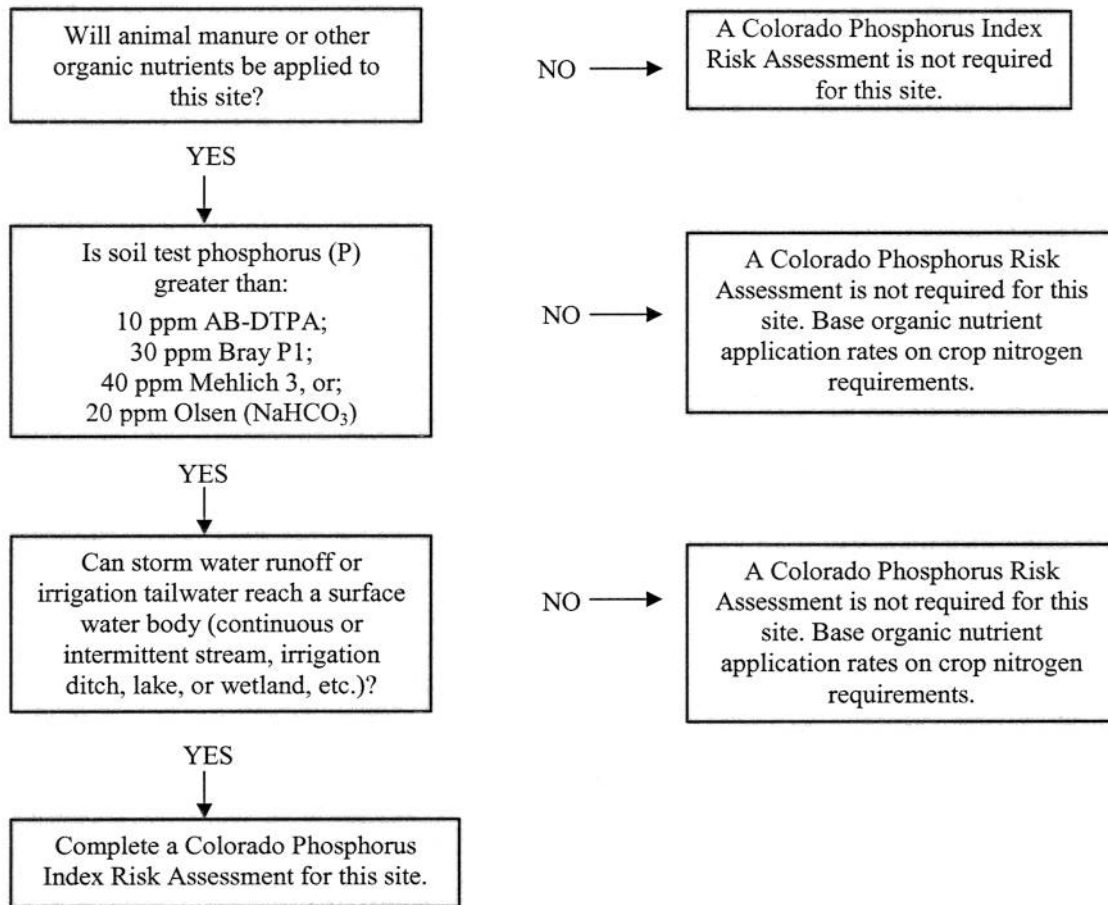 Will animal manure or other
organic nutrients be applied to
this site?
NO
A Colorado Phosphorus Index
Risk Assessment is not required
for this site.
YES
Is soil test phosphorus (P)
greater than:
10 ppm AB-DTPA;
30 ppm Bray P1;
40 ppm Mehlich 3, or;
20 ppm Olsen (NaHCO₃)
NO
A Colorado Phosphorus Risk
Assessment is not required for this
site. Base organic nutrient
application rates on crop nitrogen
requirements.
YES
Can storm water runoff or
irrigation tailwater reach a surface
water body (continuous or
intermittent stream, irrigation
ditch, lake, or wetland, etc.)?
NO
A Colorado Phosphorus Risk
Assessment is not required for this
site. Base organic nutrient
application rates on crop nitrogen
requirements.
YES
Complete a Colorado Phosphorus
Index Risk Assessment for this site.